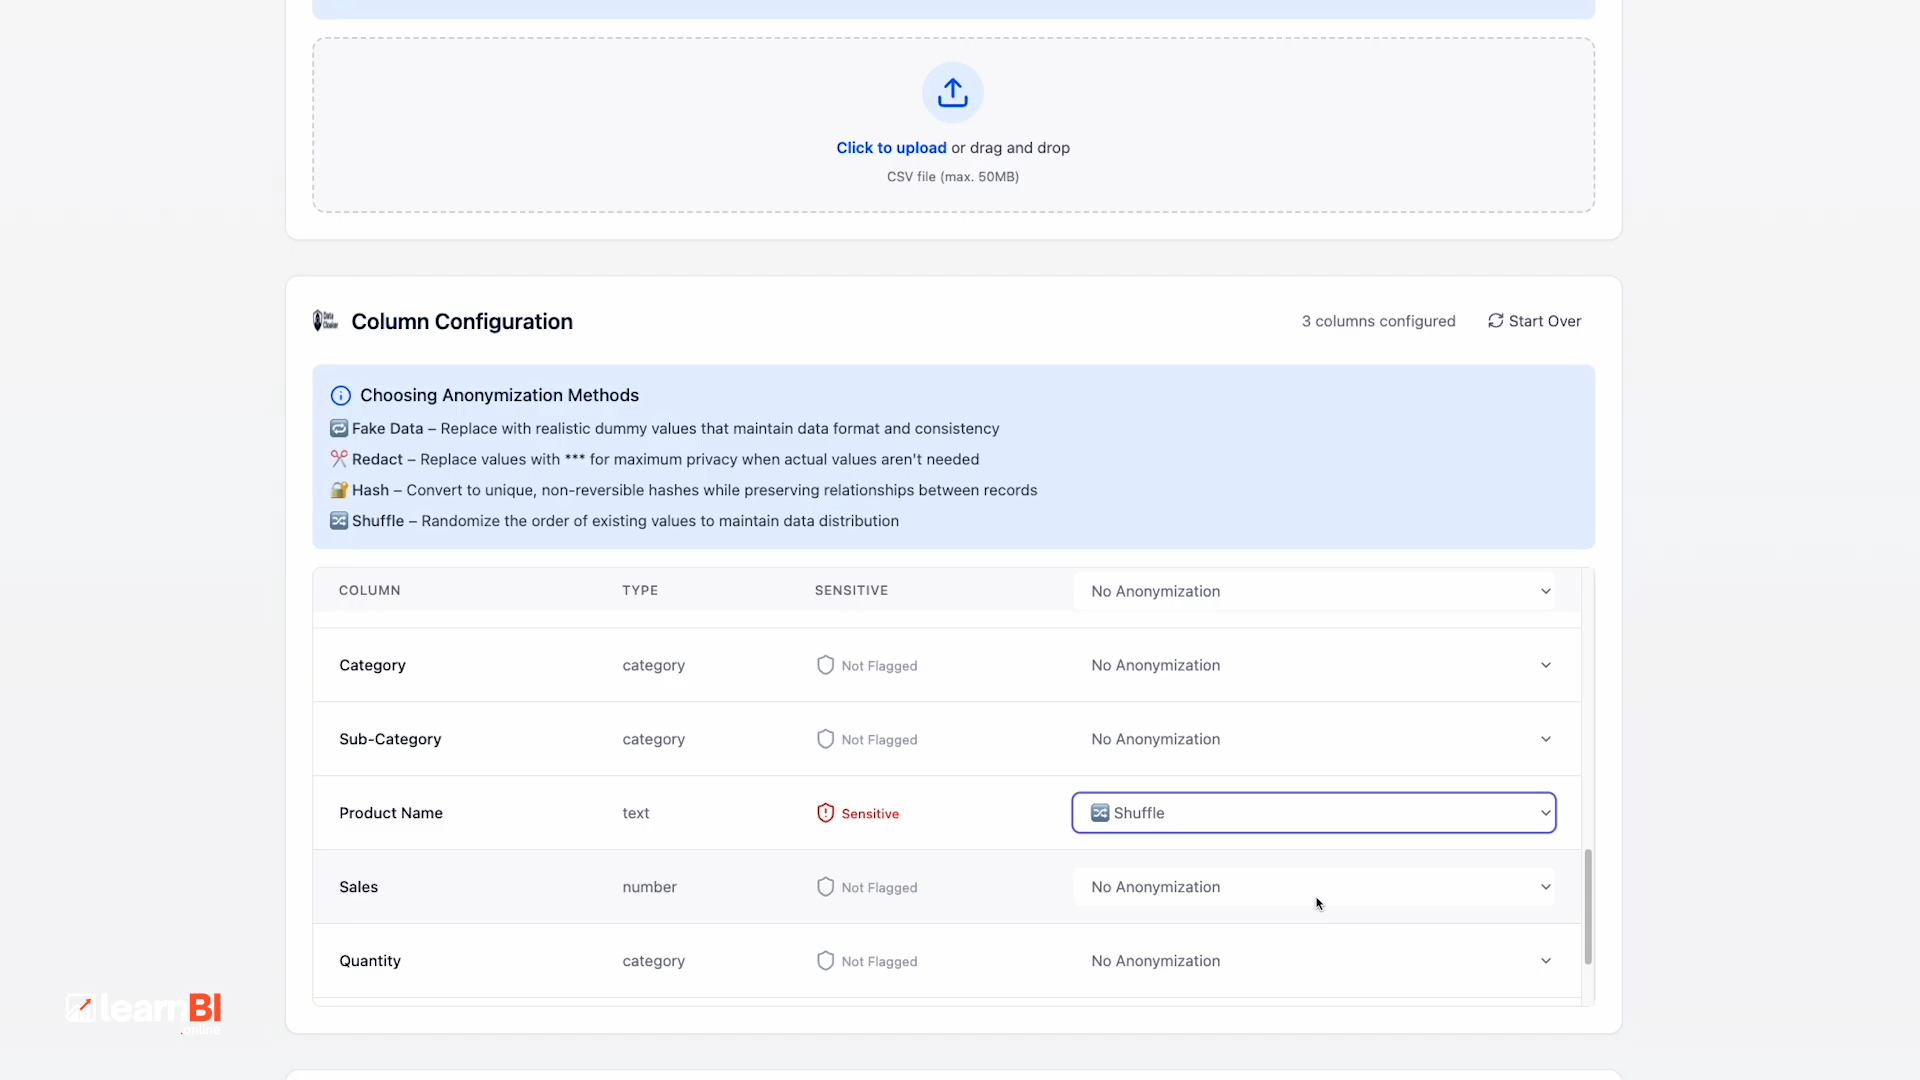 Click to upload or drag and drop
CSV file (max. 50MB)
Data Cloaker
Column Configuration
3 columns configured
Start Over
Choosing Anonymization Methods
Fake Data – Replace with realistic dummy values that maintain data format and consistency
Redact – Replace values with *** for maximum privacy when actual values aren't needed
Hash – Convert to unique, non-reversible hashes while preserving relationships between records
Shuffle – Randomize the order of existing values to maintain data distribution
COLUMN TYPE SENSITIVE No Anonymization
Category category Not Flagged No Anonymization
Sub-Category category Not Flagged No Anonymization
Product Name text Sensitive Shuffle
Sales number Not Flagged No Anonymization
Quantity category Not Flagged No Anonymization
learnBI
.online